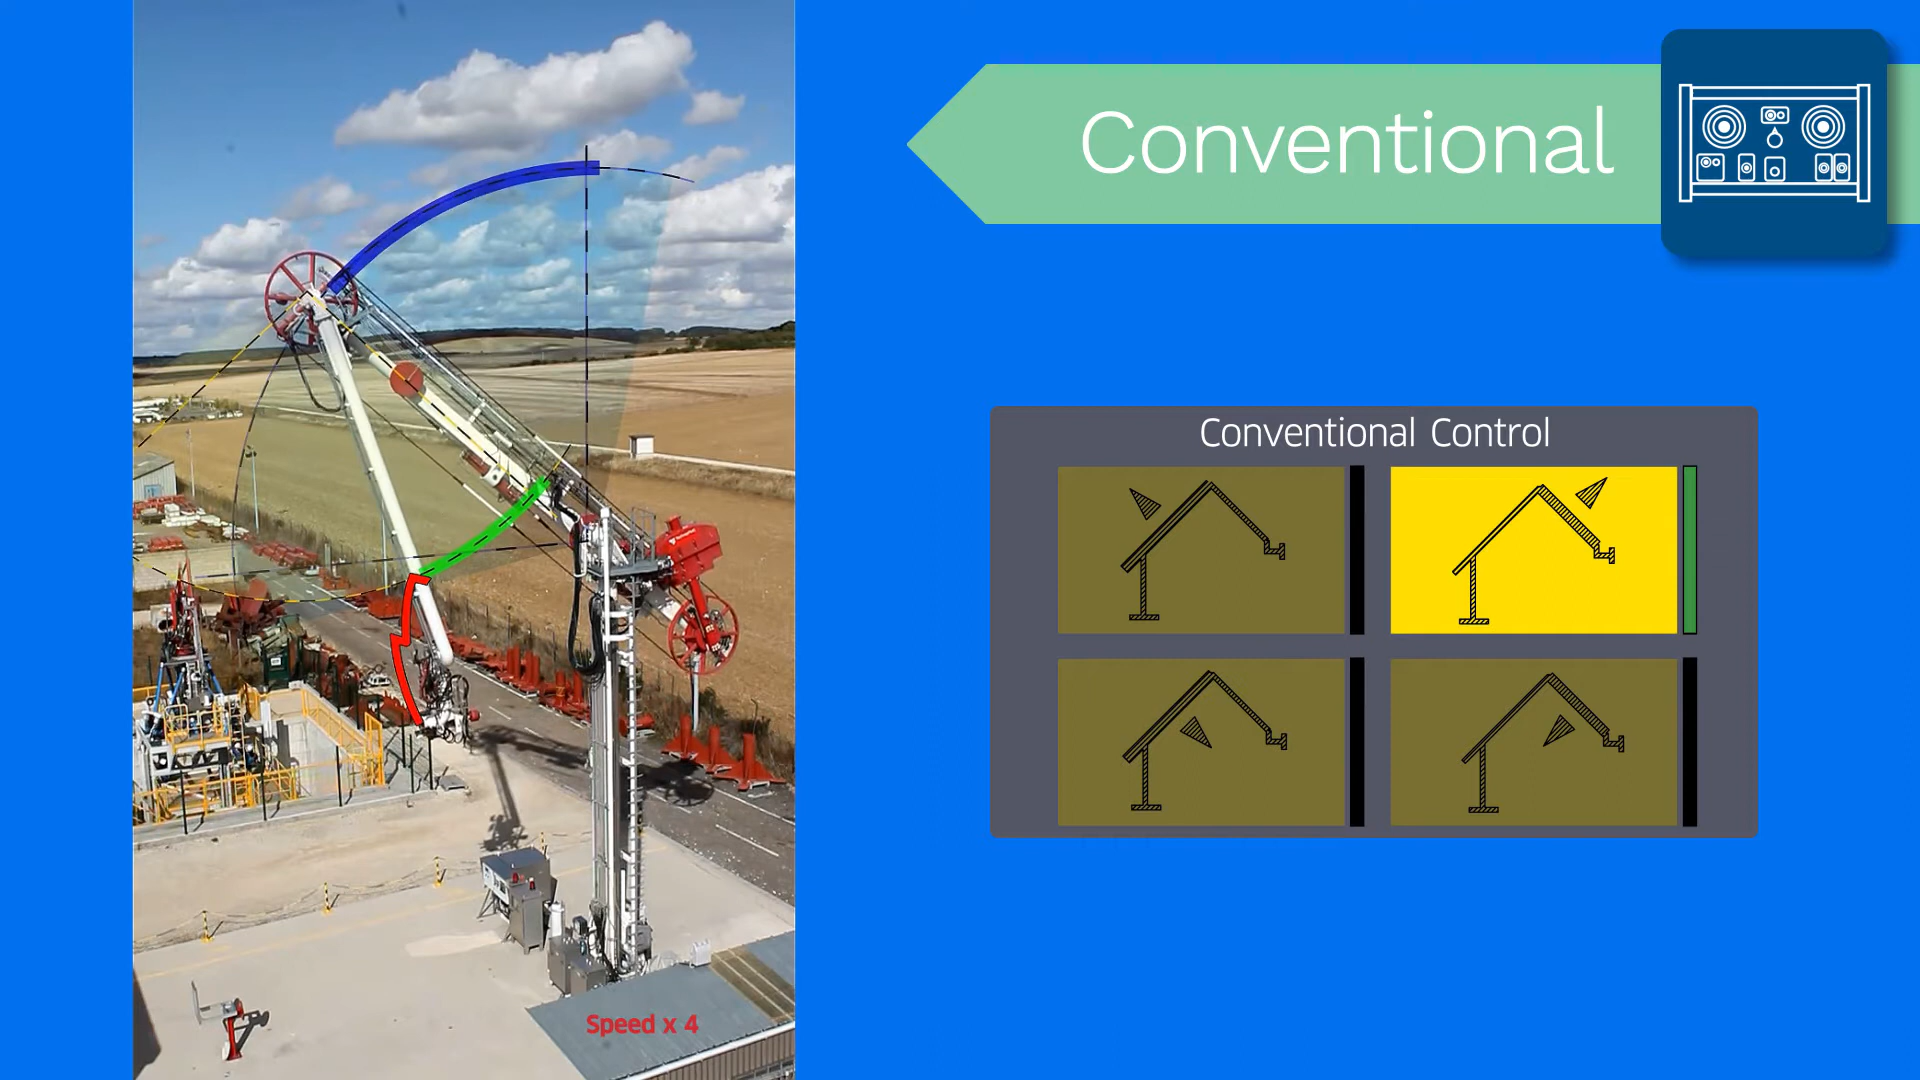 Conventional
Conventional Control
Speed x 4